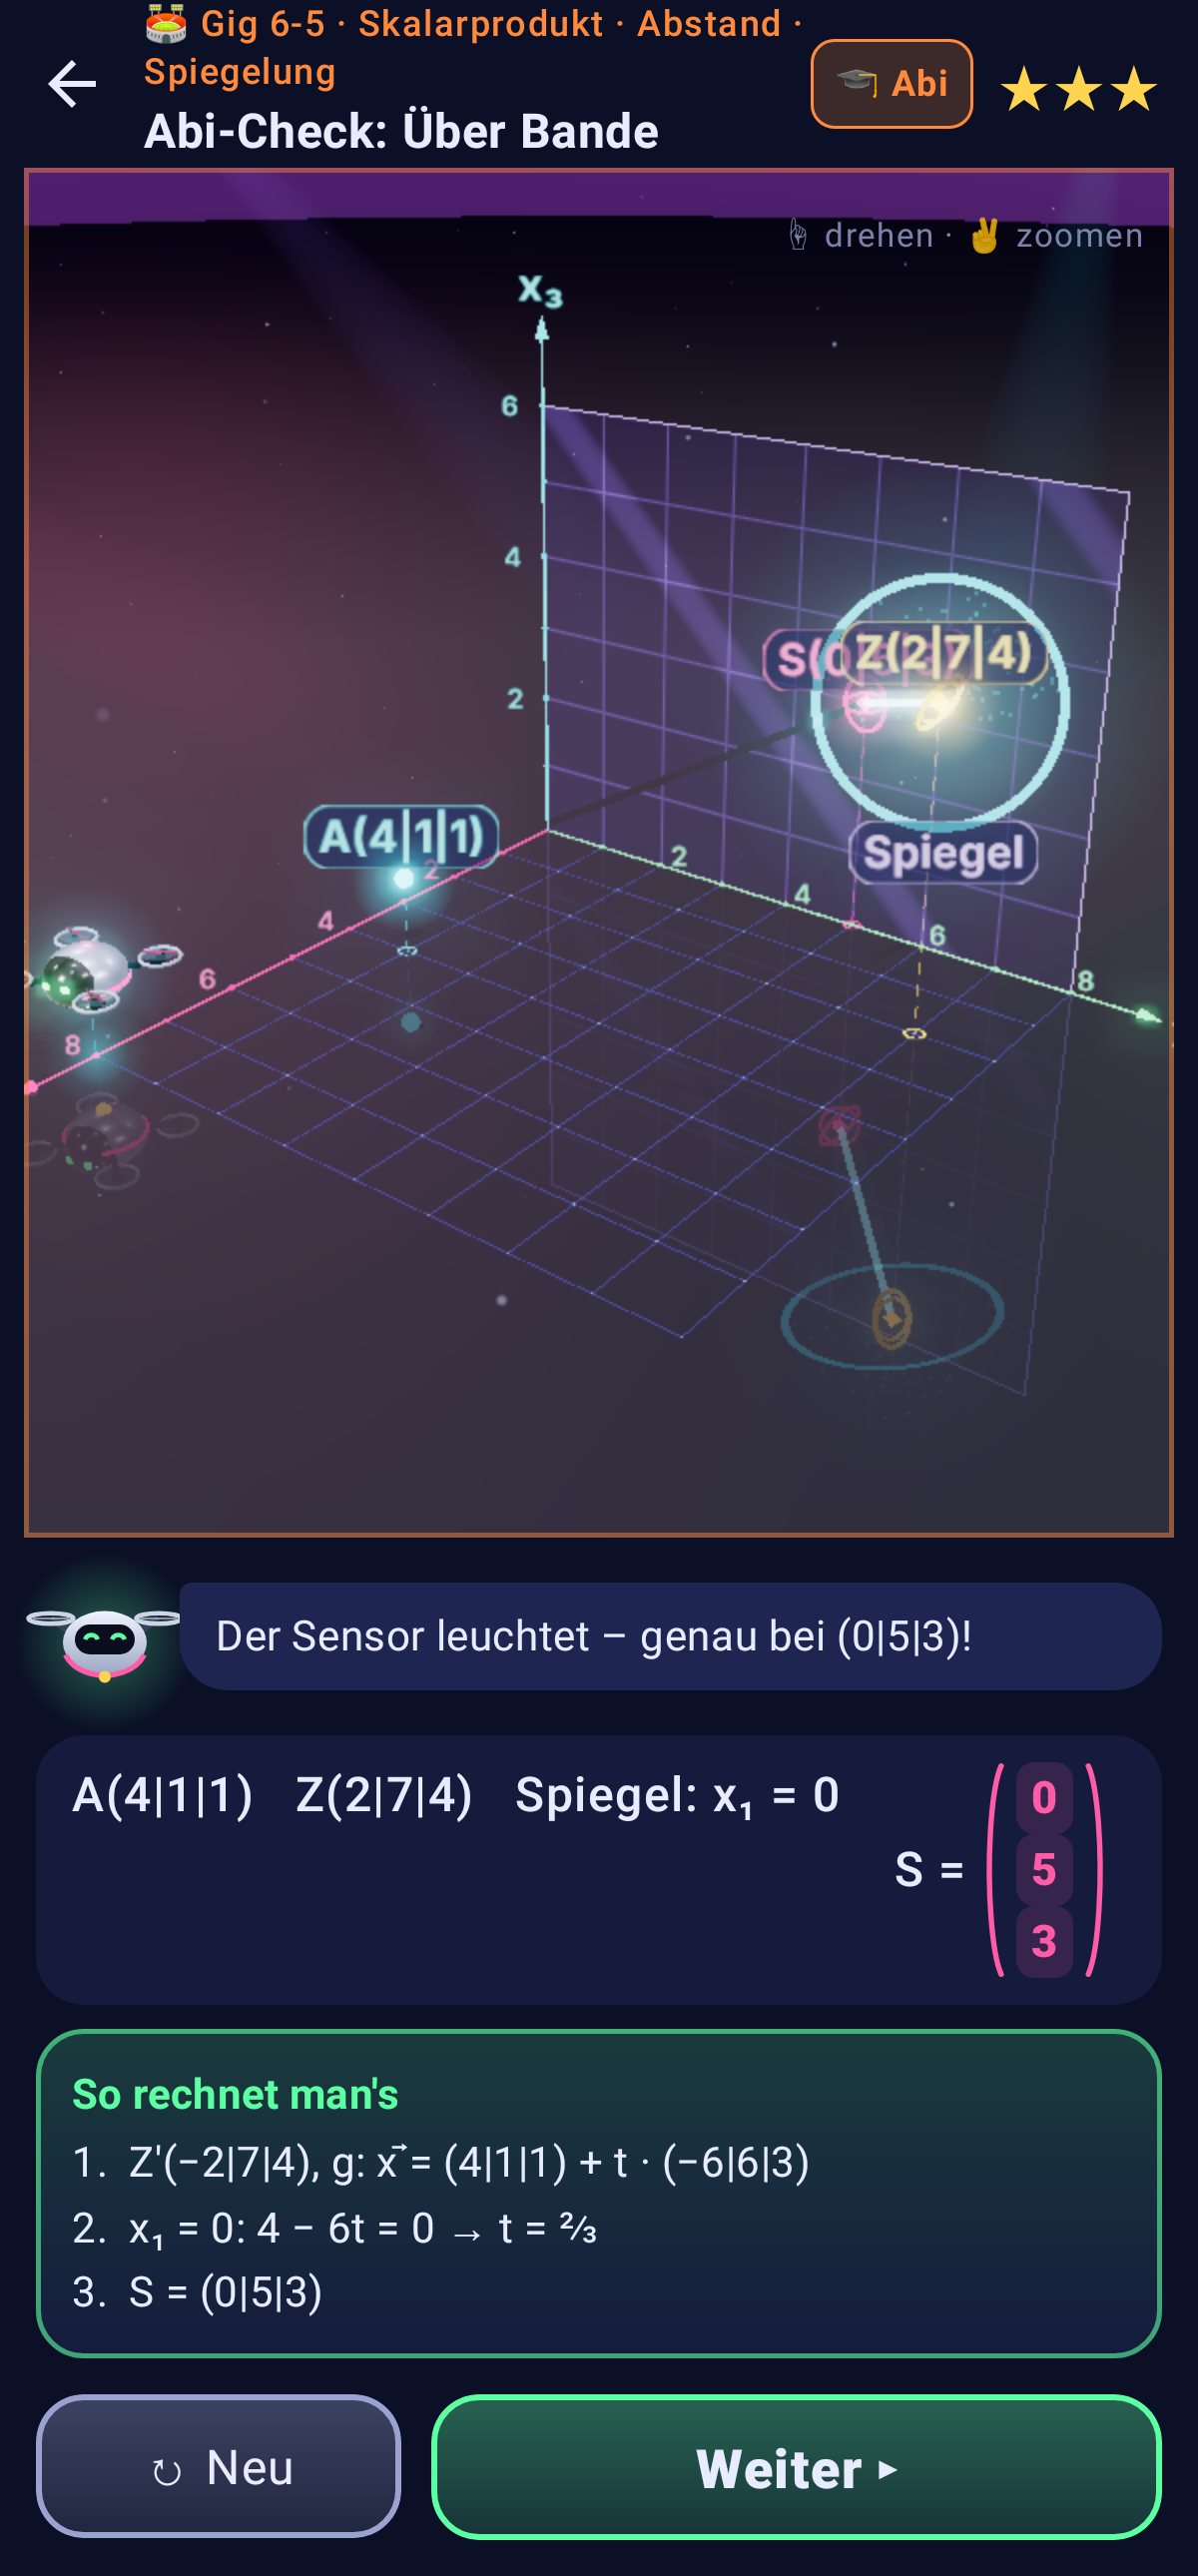 🏟️ Gig 6-5 · Skalarprodukt · Abstand ·
Spiegelung
Abi-Check: Über Bande
🎓 Abi
★★★
☝ drehen · ✌ zoomen
x₃
6
4
2
S(0
Z(2|7|4)
A(4|1|1)
Spiegel
2
4
6
8
2
4
6
8
Der Sensor leuchtet – genau bei (0|5|3)!
A(4|1|1) Z(2|7|4) Spiegel: x₁ = 0
S = (0 5 3)
So rechnet man's
1. Z'(−2|7|4), g: x⃗ = (4|1|1) + t · (−6|6|3)
2. x₁ = 0: 4 − 6t = 0 → t = ⅔
3. S = (0|5|3)
↻ Neu
Weiter ▸